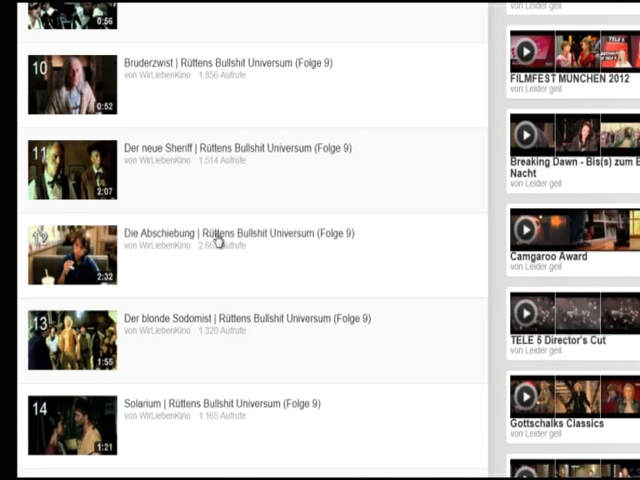 0:56
10
Bruderzwist | Rüttens Bullshit Universum (Folge 9)
von WirLiebenKino 1.856 Aufrufe
0:52
11
Der neue Sheriff | Rüttens Bullshit Universum (Folge 9)
von WirLiebenKino 1.514 Aufrufe
2:07
12
Die Abschiebung | Rüttens Bullshit Universum (Folge 9)
von WirLiebenKino
2:32
13
Der blonde Sodomist | Rüttens Bullshit Universum (Folge 9)
von WirLiebenKino 1.320 Aufrufe
1:55
14
Solarium | Rüttens Bullshit Universum (Folge 9)
von WirLiebenKino 1.165 Aufrufe
1:21
von Leider geil
TELE 5
FILMFEST MÜNCHEN 2012
von Leider geil
Breaking Dawn - Bis(s) zum
Nacht
von Leider geil
Camgaroo Award
von Leider geil
TELE 5 Director's Cut
von Leider geil
Gottschalks Classics
von Leider geil